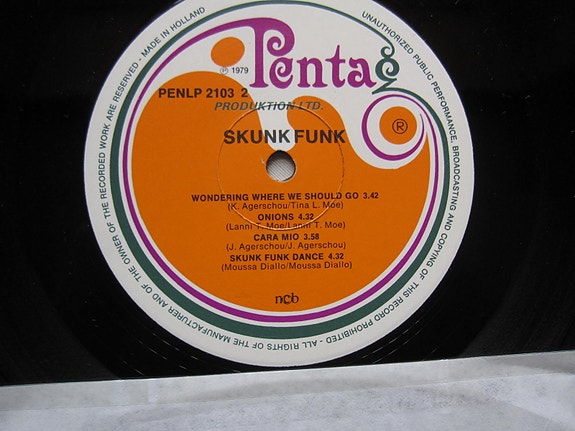 Pentag
℗ 1979
PENLP 2103 2
PRODUKTION LTD.
SKUNK FUNK
®
WONDERING WHERE WE SHOULD GO 3.42
(K. Agerschou/Tina L. Moe)
ONIONS 4.32
(Lanni T. Moe/Lanni T. Moe)
CARA MIO 3.58
(J. Agerschou/J. Agerschou)
SKUNK FUNK DANCE 4.32
(Moussa Diallo/Moussa Diallo)
ncb
UNAUTHORIZED PUBLIC PERFORMANCE, BROADCASTING AND COPYING OF THIS RECORD PROHIBITED - ALL RIGHTS OF THE MANUFACTURER AND OF THE OWNER OF THE RECORDED WORK ARE RESERVED - MADE IN HOLLAND